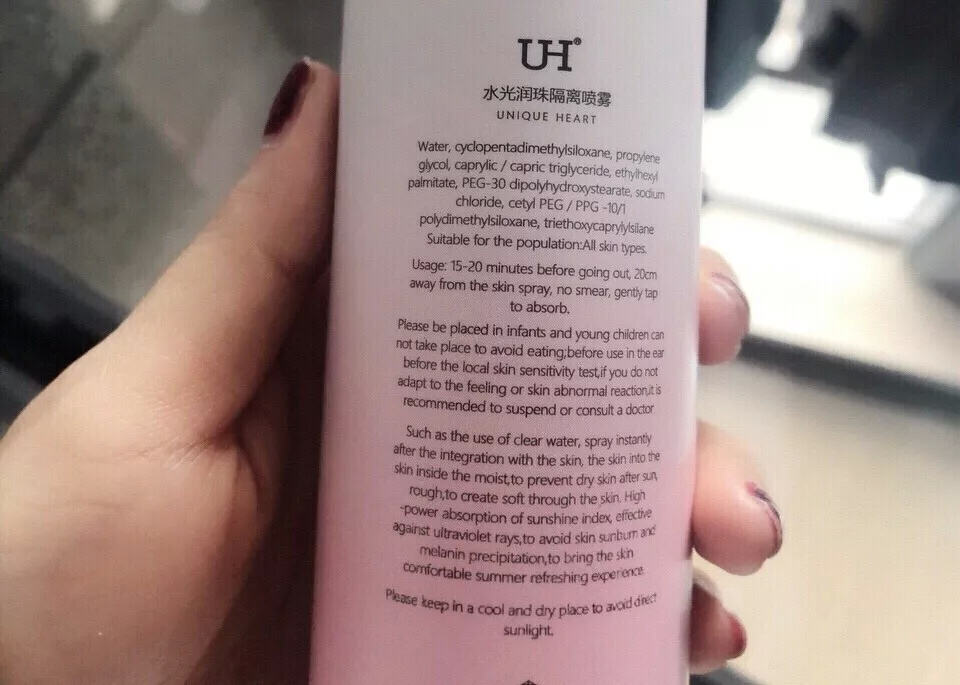 UH®
水光润珠隔离喷雾
UNIQUE HEART
Water, cyclopentadimethylsiloxane, propylene
glycol, caprylic / capric triglyceride, ethylhexyl
palmitate, PEG-30 dipolyhydroxystearate, sodium
chloride, cetyl PEG / PPG -10/1
polydimethylsiloxane, triethoxycaprylylsilane
Suitable for the population:All skin types.
Usage: 15-20 minutes before going out, 20cm
away from the skin spray, no smear, gently tap
to absorb.
Please be placed in infants and young children can
not take place to avoid eating;before use in the ear
before the local skin sensitivity test,if you do not
adapt to the feeling or skin abnormal reaction,it is
recommended to suspend or consult a doctor
Such as the use of clear water, spray instantly
after the integration with the skin, the skin into the
skin inside the moist,to prevent dry skin after sun,
rough,to create soft through the skin. High
-power absorption of sunshine index, effective
against ultraviolet rays,to avoid skin sunburn and
melanin precipitation,to bring the skin
comfortable summer refreshing experience.
Please keep in a cool and dry place to avoid direct
sunlight.